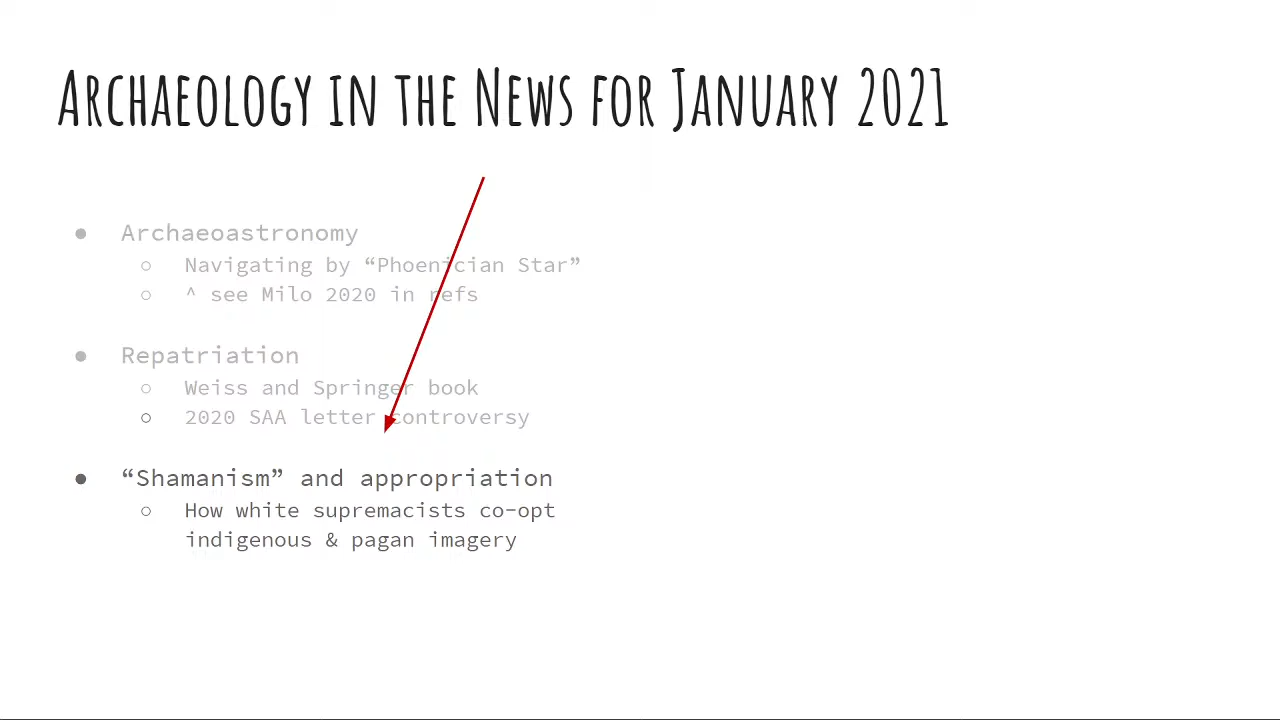 Archaeology in the News for January 2021
● Archaeoastronomy
○ Navigating by “Phoenician Star”
○ ^ see Milo 2020 in refs
● Repatriation
○ Weiss and Springer book
○ 2020 SAA letter controversy
● “Shamanism” and appropriation
○ How white supremacists co-opt
indigenous & pagan imagery